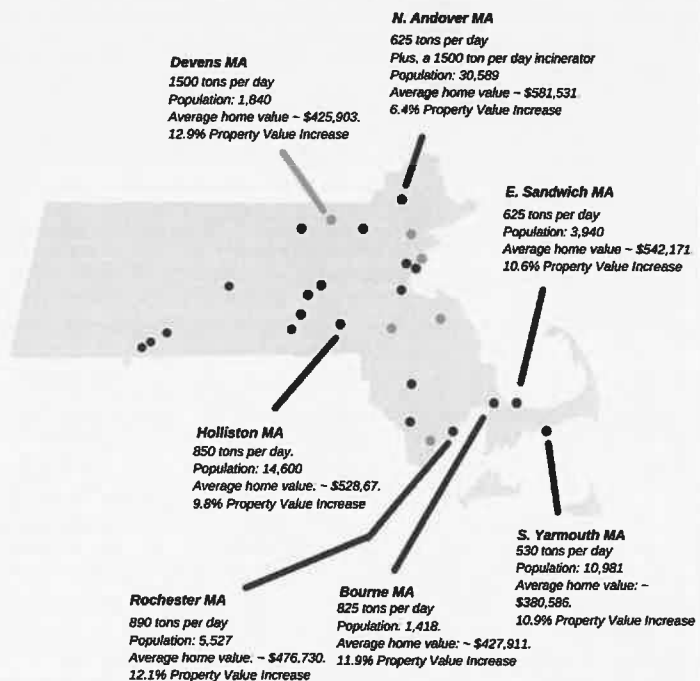 N. Andover MA
625 tons per day
Plus, a 1500 ton per day incinerator
Population: 30,589
Average home value ~ $581,531
6.4% Property Value Increase
Devens MA
1500 tons per day
Population: 1,840
Average home value ~ $425,903.
12.9% Property Value Increase
E. Sandwich MA
625 tons per day
Population: 3,940
Average home value ~ $542,171.
10.6% Property Value Increase
Holliston MA
850 tons per day.
Population: 14,600
Average home value. ~ $528,67.
9.8% Property Value Increase
S. Yarmouth MA
530 tons per day
Population: 10,981
Average home value: ~
$380,586.
10.9% Property Value Increase
Rochester MA
890 tons per day
Population: 5,527
Average home value. ~ $476.730.
12.1% Property Value Increase
Bourne MA
825 tons per day
Population: 1,418.
Average home value: ~ $427,911.
11.9% Property Value Increase